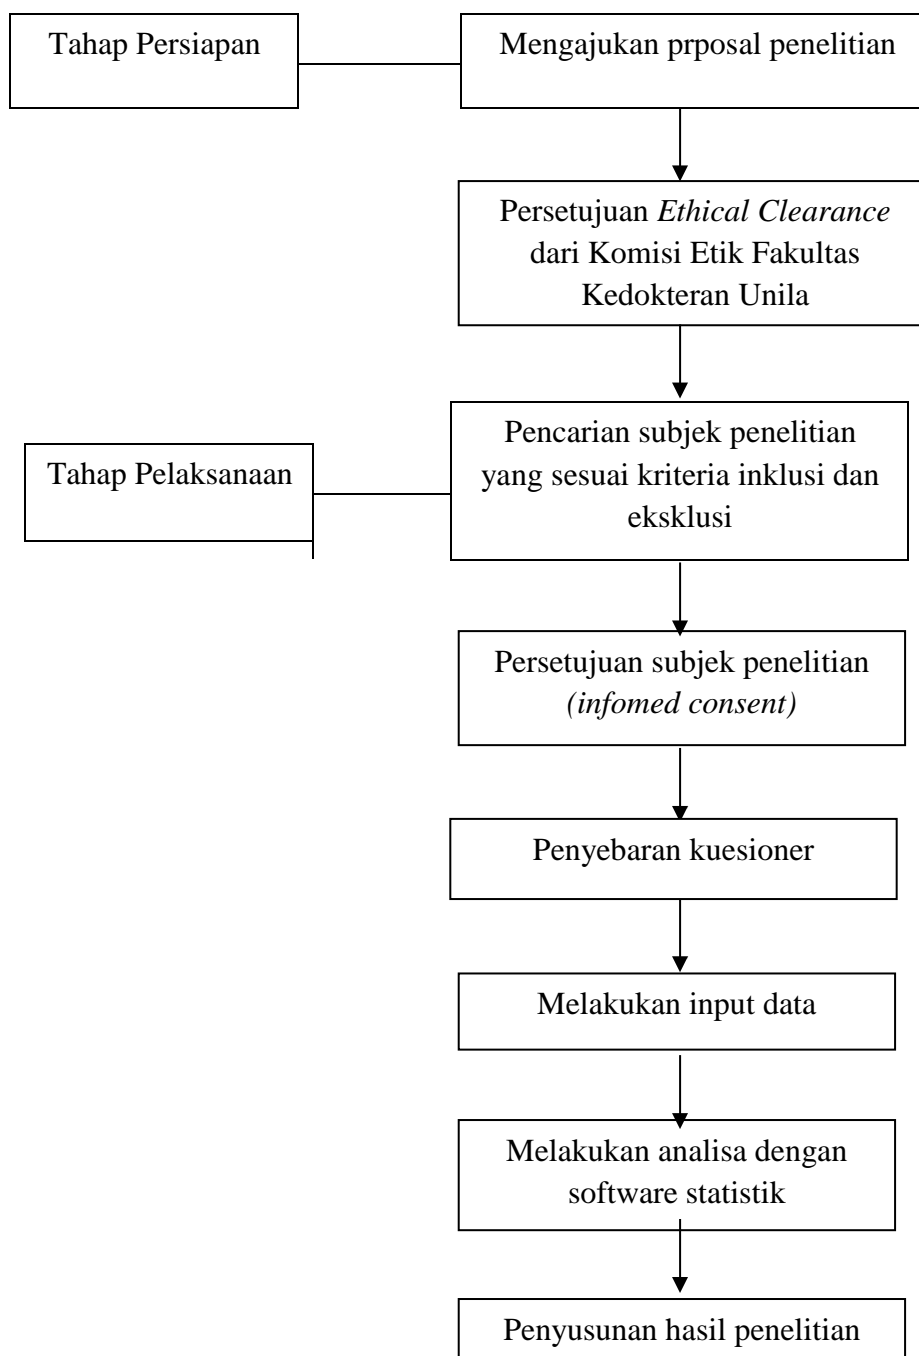 Tahap Persiapan
Mengajukan prposal penelitian
Persetujuan Ethical Clearance
dari Komisi Etik Fakultas
Kedokteran Unila
Tahap Pelaksanaan
Pencarian subjek penelitian
yang sesuai kriteria inklusi dan
eksklusi
Persetujuan subjek penelitian
(infomed consent)
Penyebaran kuesioner
Melakukan input data
Melakukan analisa dengan
software statistik
Penyusunan hasil penelitian